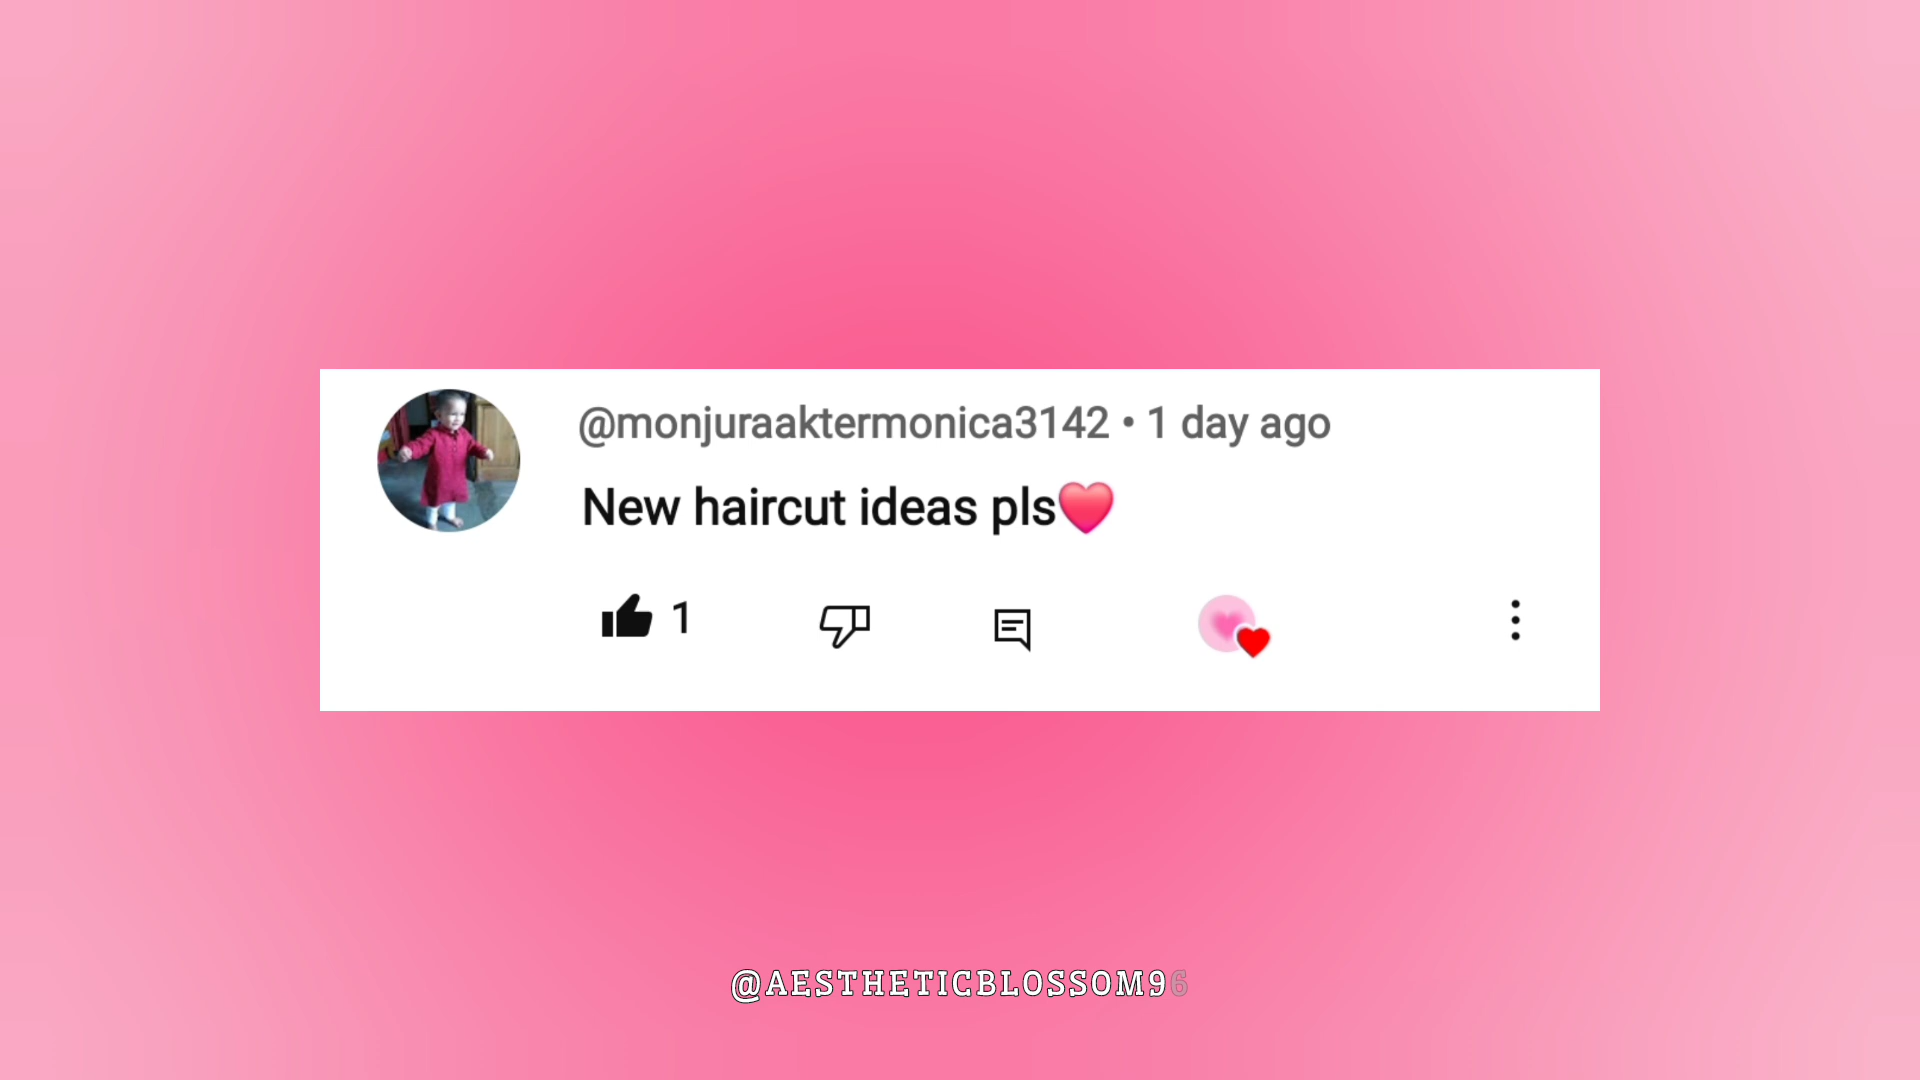 @monjuraaktermonica3142 • 1 day ago
New haircut ideas pls❤️
1
@AESTHETICBLOSSOM96